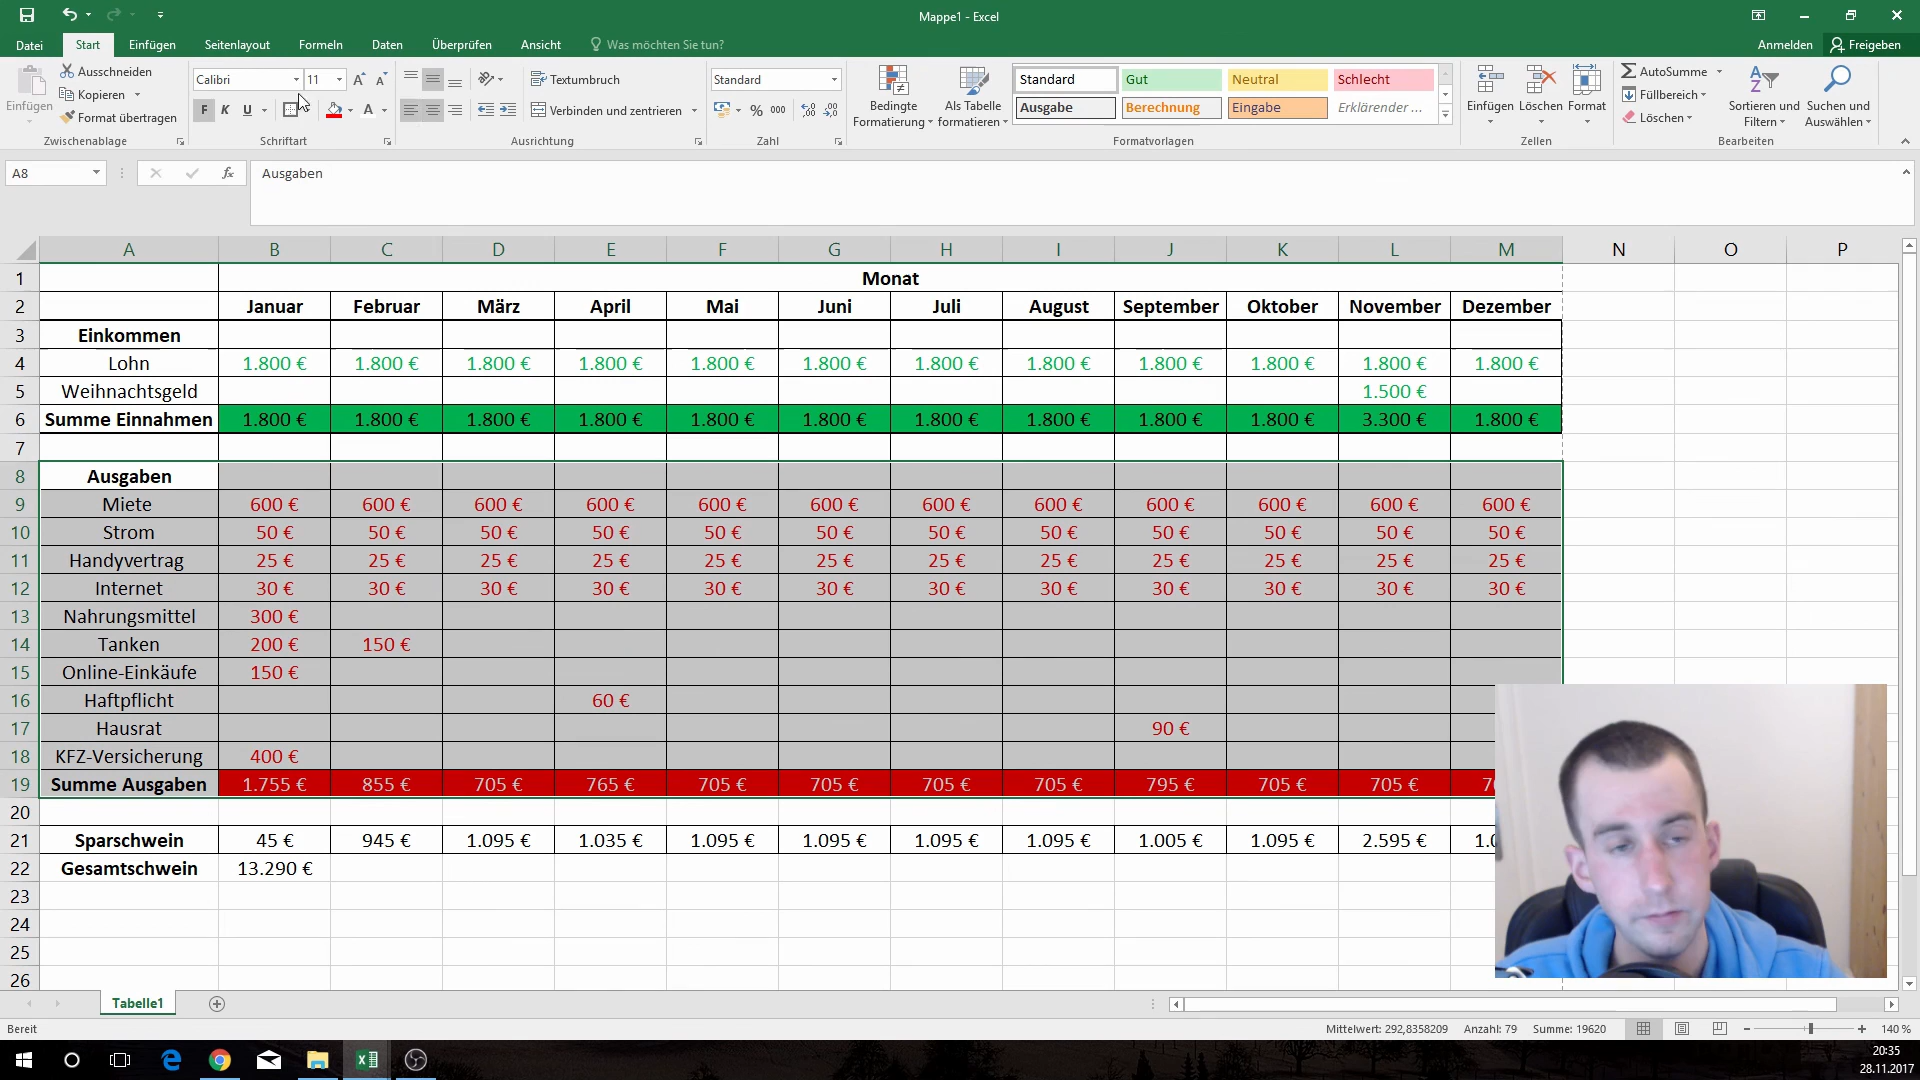 Mappe1 - Excel
Datei Start Einfügen Seitenlayout Formeln Daten Überprüfen Ansicht Was möchten Sie tun? Anmelden Freigeben
Einfügen
Ausschneiden
Kopieren
Format übertragen
Zwischenablage
Calibri 11
F K U
Schriftart
Textumbruch
Verbinden und zentrieren
Ausrichtung
Standard
% 000
Zahl
Bedingte
Formatierung
Als Tabelle
formatieren
Standard Gut Neutral Schlecht
Ausgabe Berechnung Eingabe Erklärender ...
Formatvorlagen
Einfügen Löschen Format
Zellen
AutoSumme
Füllbereich
Löschen
Sortieren und
Filtern
Suchen und
Auswählen
Bearbeiten
A8 fx Ausgaben
A B C D E F G H I J K L M N O P
1 Monat
2 Januar Februar März April Mai Juni Juli August September Oktober November Dezember
3 Einkommen
4 Lohn 1.800 € 1.800 € 1.800 € 1.800 € 1.800 € 1.800 € 1.800 € 1.800 € 1.800 € 1.800 € 1.800 € 1.800 €
5 Weihnachtsgeld 1.500 €
6 Summe Einnahmen 1.800 € 1.800 € 1.800 € 1.800 € 1.800 € 1.800 € 1.800 € 1.800 € 1.800 € 1.800 € 3.300 € 1.800 €
7
8 Ausgaben
9 Miete 600 € 600 € 600 € 600 € 600 € 600 € 600 € 600 € 600 € 600 € 600 € 600 €
10 Strom 50 € 50 € 50 € 50 € 50 € 50 € 50 € 50 € 50 € 50 € 50 € 50 €
11 Handyvertrag 25 € 25 € 25 € 25 € 25 € 25 € 25 € 25 € 25 € 25 € 25 € 25 €
12 Internet 30 € 30 € 30 € 30 € 30 € 30 € 30 € 30 € 30 € 30 € 30 € 30 €
13 Nahrungsmittel 300 €
14 Tanken 200 € 150 €
15 Online-Einkäufe 150 €
16 Haftpflicht 60 €
17 Hausrat 90 €
18 KFZ-Versicherung 400 €
19 Summe Ausgaben 1.755 € 855 € 705 € 765 € 705 € 705 € 705 € 705 € 795 € 705 € 705 €
20
21 Sparschwein 45 € 945 € 1.095 € 1.035 € 1.095 € 1.095 € 1.095 € 1.095 € 1.005 € 1.095 € 2.595 €
22 Gesamtschwein 13.290 €
23
24
25
26
Tabelle1
Bereit Mittelwert: 292,8358209 Anzahl: 79 Summe: 19620 140 %
20:35
28.11.2017